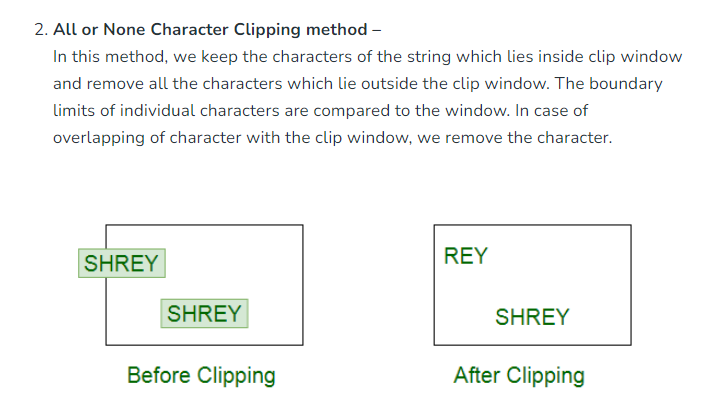 2. All or None Character Clipping method –
In this method, we keep the characters of the string which lies inside clip window
and remove all the characters which lie outside the clip window. The boundary
limits of individual characters are compared to the window. In case of
overlapping of character with the clip window, we remove the character.
SHREY
SHREY
Before Clipping
REY
SHREY
After Clipping